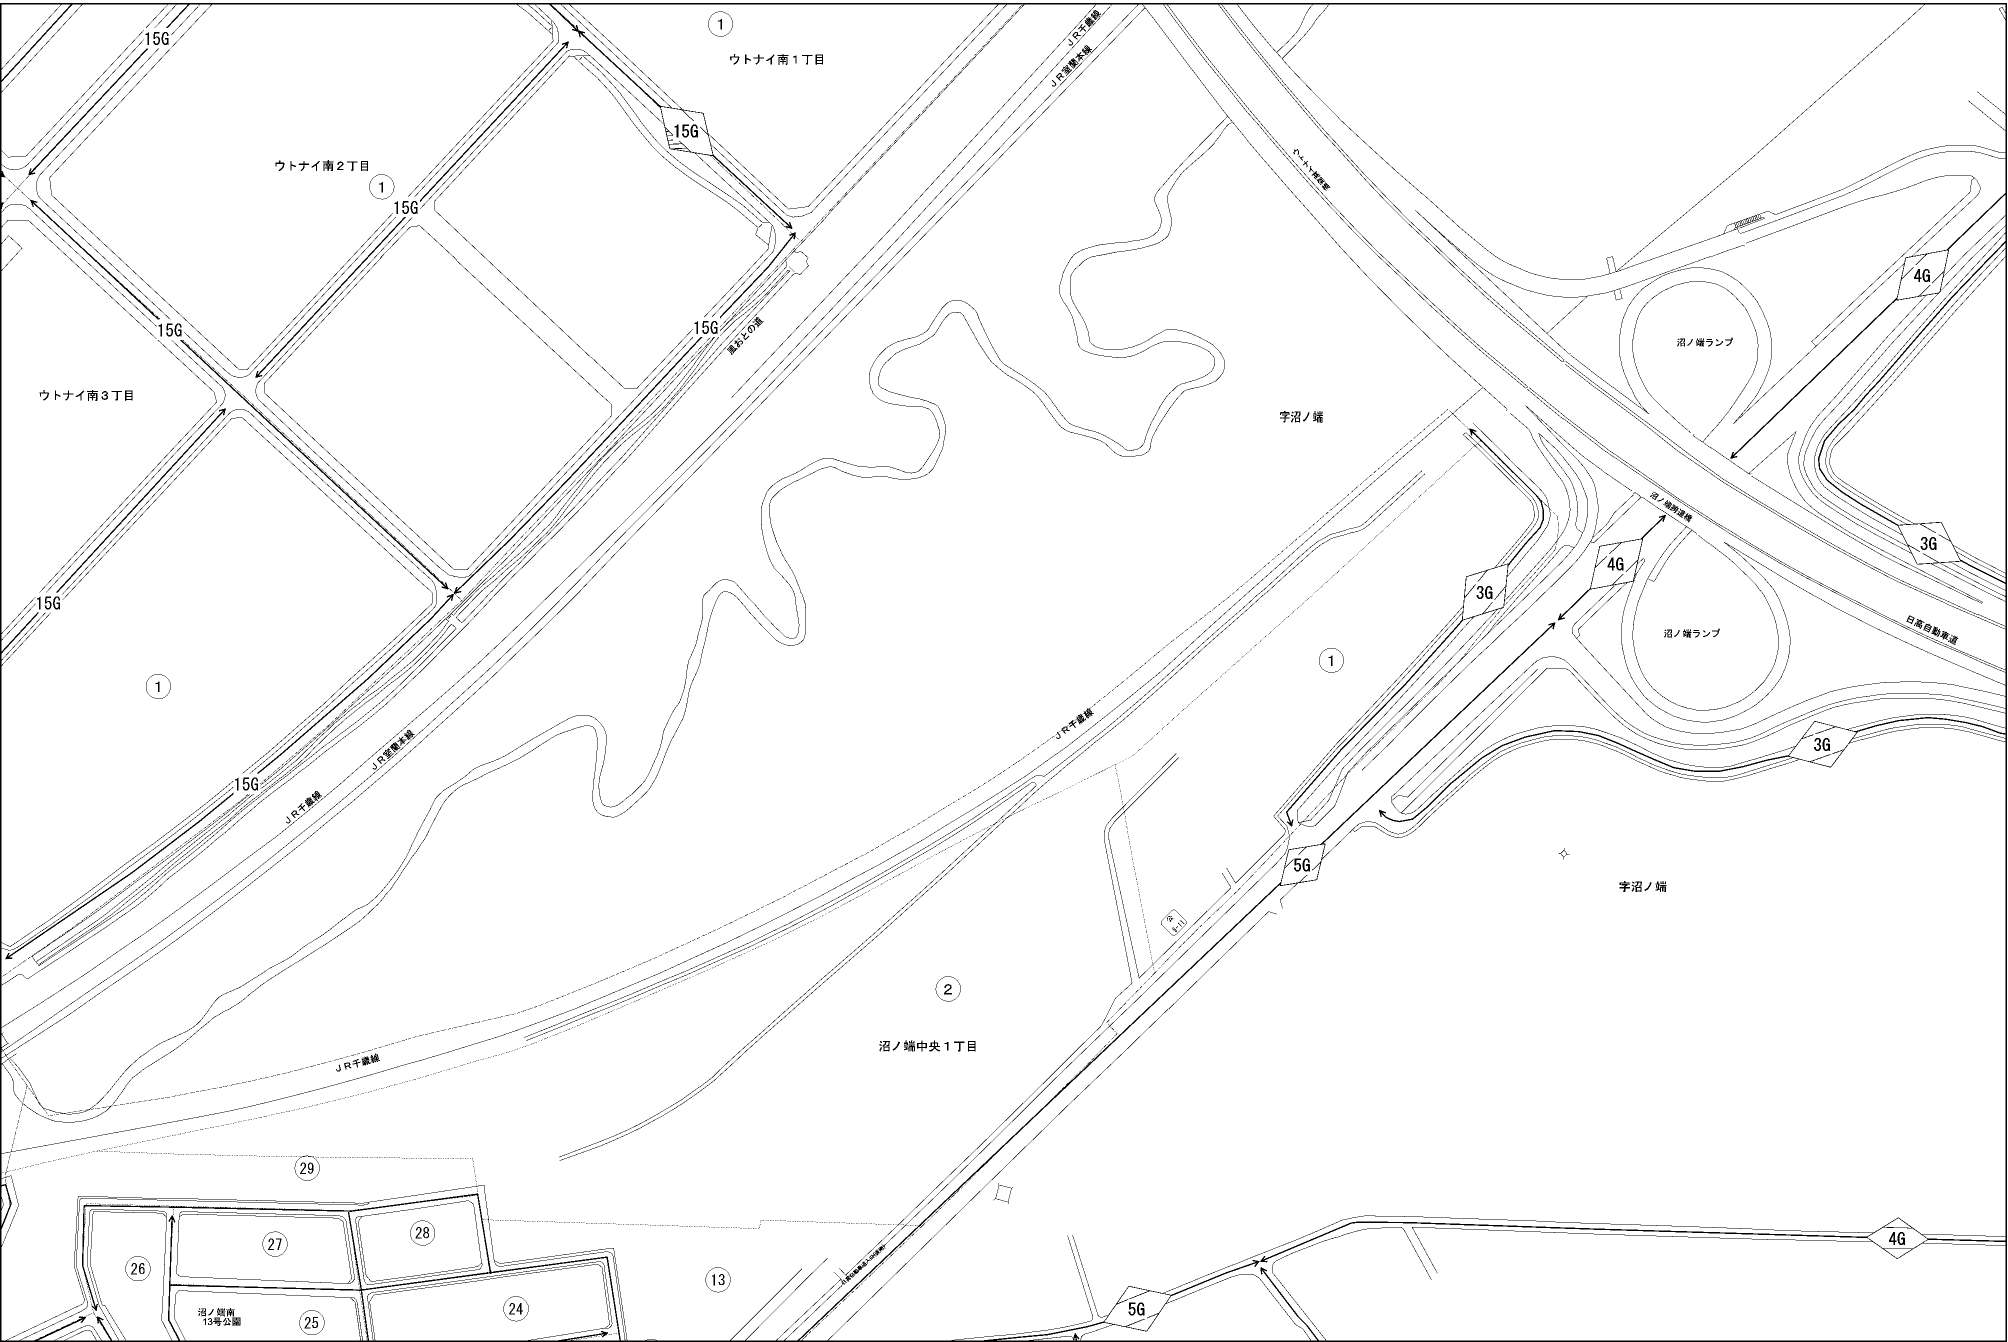 ①
15G
ウトナイ南1丁目
JR千歳線
JR室蘭本線
15G
ウトナイ南2丁目
①
15G
4G
15G
15G
風おとの道
沼ノ端ランプ
ウトナイ南3丁目
字沼ノ端
沼ノ端跨道橋
3G
4G
3G
15G
日高自動車道
沼ノ端ランプ
①
①
JR千歳線
3G
JR室蘭本線
15G
JR千歳線
5G
字沼ノ端
公
②
沼ノ端中央1丁目
JR千歳線
㉙
㉘
㉗
4G
㉖
⑬
㉔
5G
沼ノ端南
13号公園
㉕